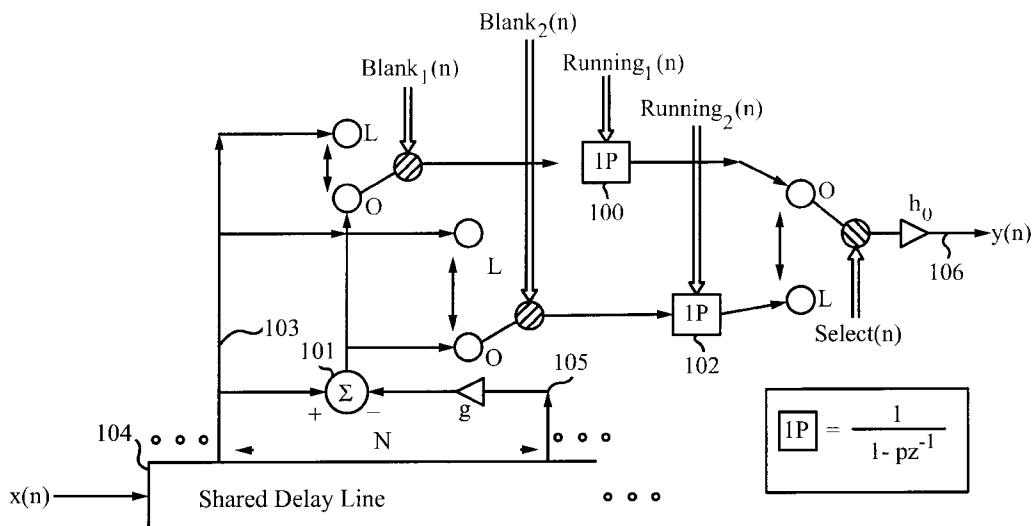 Blank₂(n)
Blank₁(n)
Running₁(n)
Running₂(n)
L
1P
100
O
O
h₀
L
y(n)
106
1P
102
L
Select(n)
O
103
101
Σ
+
−
g
105
104
N
1P = 1 / 1- pz⁻¹
x(n)
Shared Delay Line